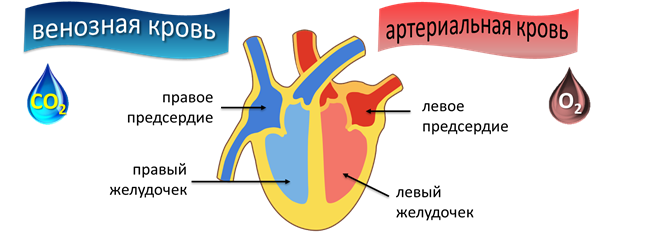 венозная кровь
артериальная кровь
CO2
O2
правое
предсердие
левое
предсердие
правый
желудочек
левый
желудочек